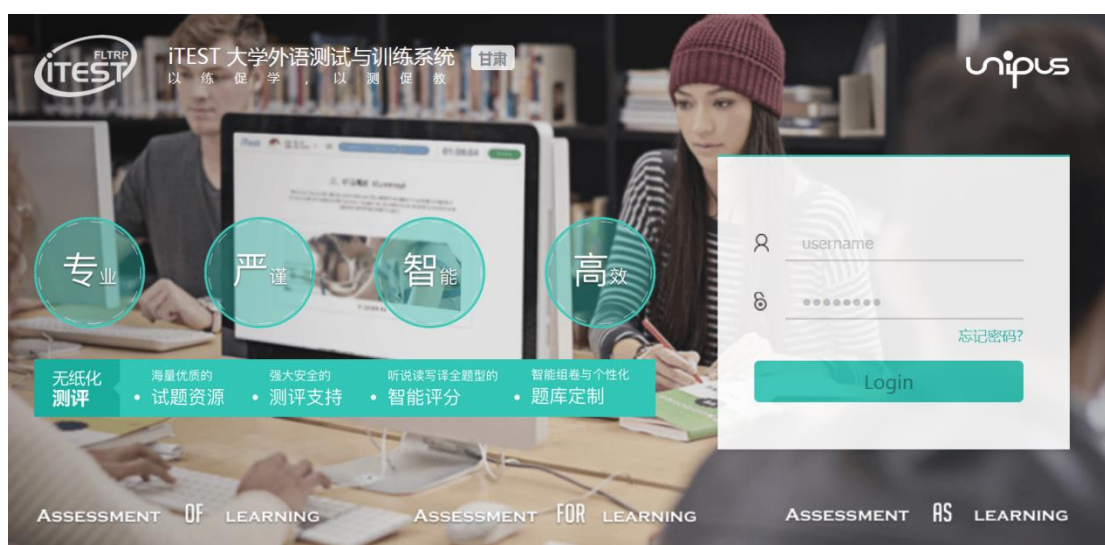 FLTRP
iTEST
iTEST 大学外语测试与训练系统 甘肃
以练促学，以测促教
unipus
iTest
01:38:04
专业
严谨
智能
高效
username
忘记密码?
Login
无纸化
测评
海量优质的
• 试题资源
强大安全的
• 测评支持
听说读写译全题型的
• 智能评分
智能组卷与个性化
• 题库定制
ASSESSMENT OF LEARNING
ASSESSMENT FOR LEARNING
ASSESSMENT AS LEARNING